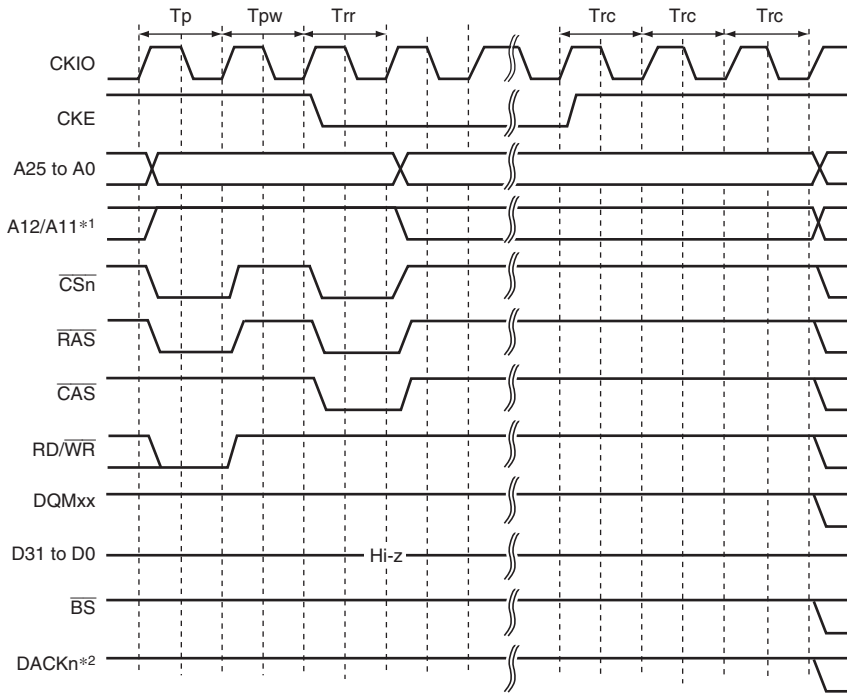 Tp Tpw Trr Trc Trc Trc
CKIO
CKE
A25 to A0
A12/A11*1
CSn
RAS
CAS
RD/WR
DQMxx
D31 to D0 Hi-z
BS
DACKn*2